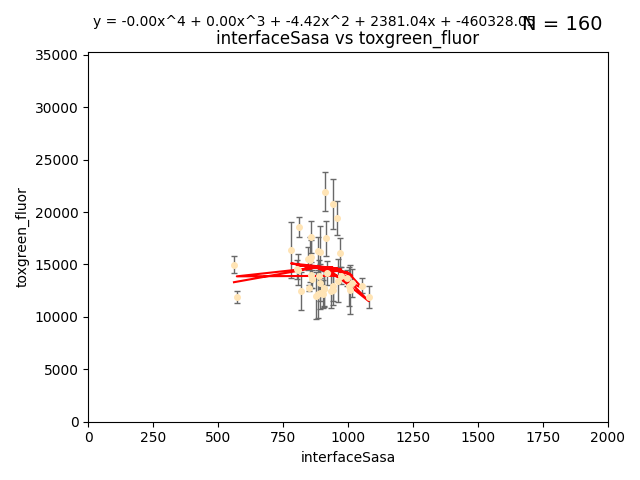 y = -0.00x^4 + 0.00x^3 + -4.42x^2 + 2381.04x + -460328.05
N = 160
interfaceSasa vs toxgreen_fluor
35000
30000
25000
20000
15000
10000
5000
0
toxgreen_fluor
0 250 500 750 1000 1250 1500 1750 2000
interfaceSasa